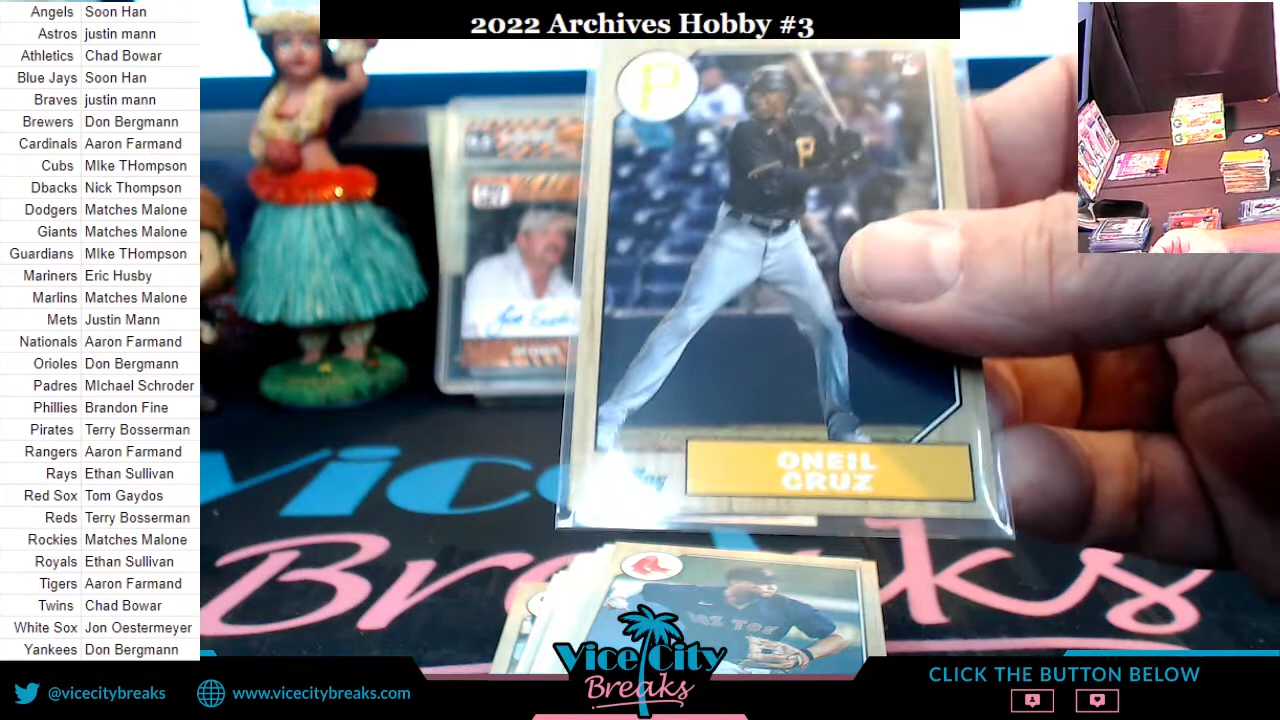 2022 Archives Hobby #3
Angels Soon Han
Astros justin mann
Athletics Chad Bowar
Blue Jays Soon Han
Braves justin mann
Brewers Don Bergmann
Cardinals Aaron Farmand
Cubs MIke THompson
Dbacks Nick Thompson
Dodgers Matches Malone
Giants Matches Malone
Guardians MIke THompson
Mariners Eric Husby
Marlins Matches Malone
Mets Justin Mann
Nationals Aaron Farmand
Orioles Don Bergmann
Padres MIchael Schroder
Phillies Brandon Fine
Pirates Terry Bosserman
Rangers Aaron Farmand
Rays Ethan Sullivan
Red Sox Tom Gaydos
Reds Terry Bosserman
Rockies Matches Malone
Royals Ethan Sullivan
Tigers Aaron Farmand
Twins Chad Bowar
White Sox Jon Oestermeyer
Yankees Don Bergmann
P
P
ONEIL
CRUZ
Vice
Breaks
Vice City
Breaks
@vicecitybreaks
www.vicecitybreaks.com
CLICK THE BUTTON BELOW